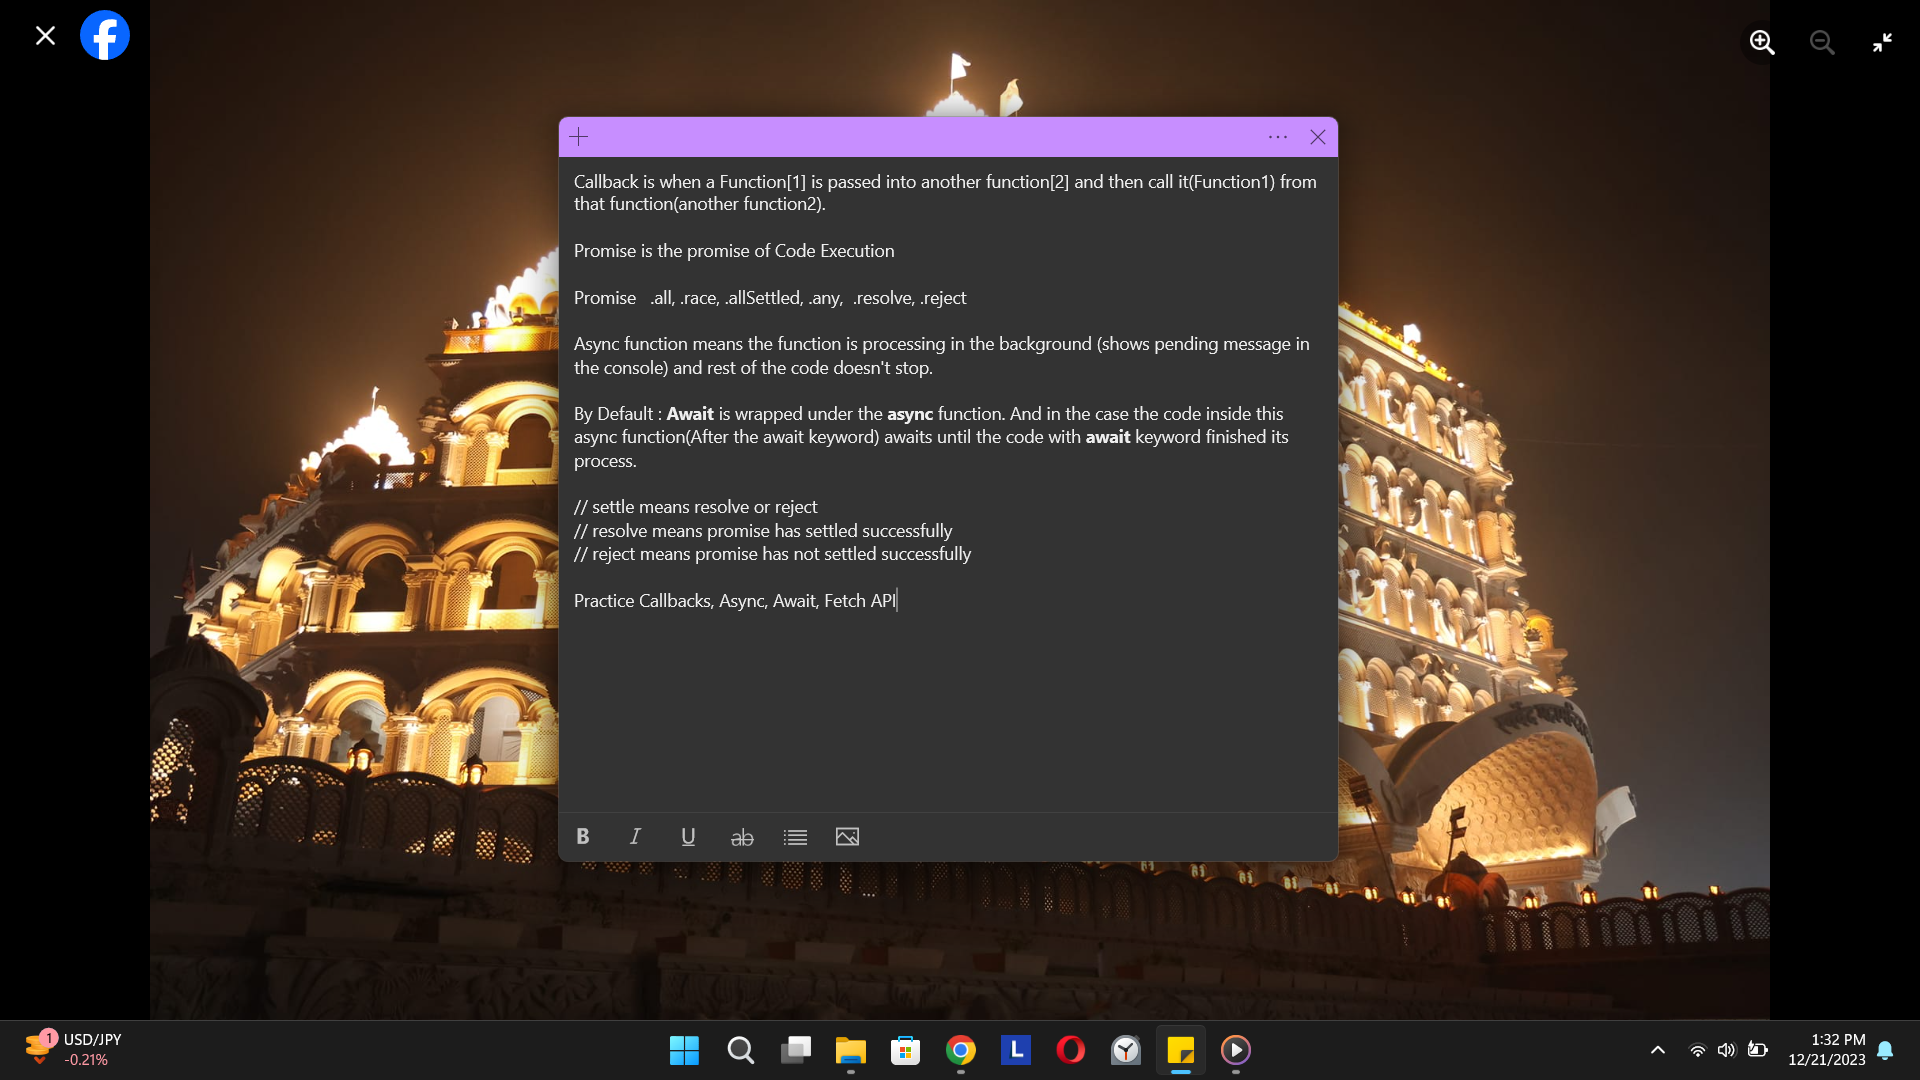 Callback is when a Function[1] is passed into another function[2] and then call it(Function1) from
that function(another function2).
Promise is the promise of Code Execution
Promise   .all, .race, .allSettled, .any,  .resolve, .reject
Async function means the function is processing in the background (shows pending message in
the console) and rest of the code doesn't stop.
By Default : Await is wrapped under the async function. And in the case the code inside this
async function(After the await keyword) awaits until the code with await keyword finished its
process.
// settle means resolve or reject
// resolve means promise has settled successfully
// reject means promise has not settled successfully
Practice Callbacks, Async, Await, Fetch API
B I U ab
1 USD/JPY
-0.21%
L
1:32 PM
12/21/2023